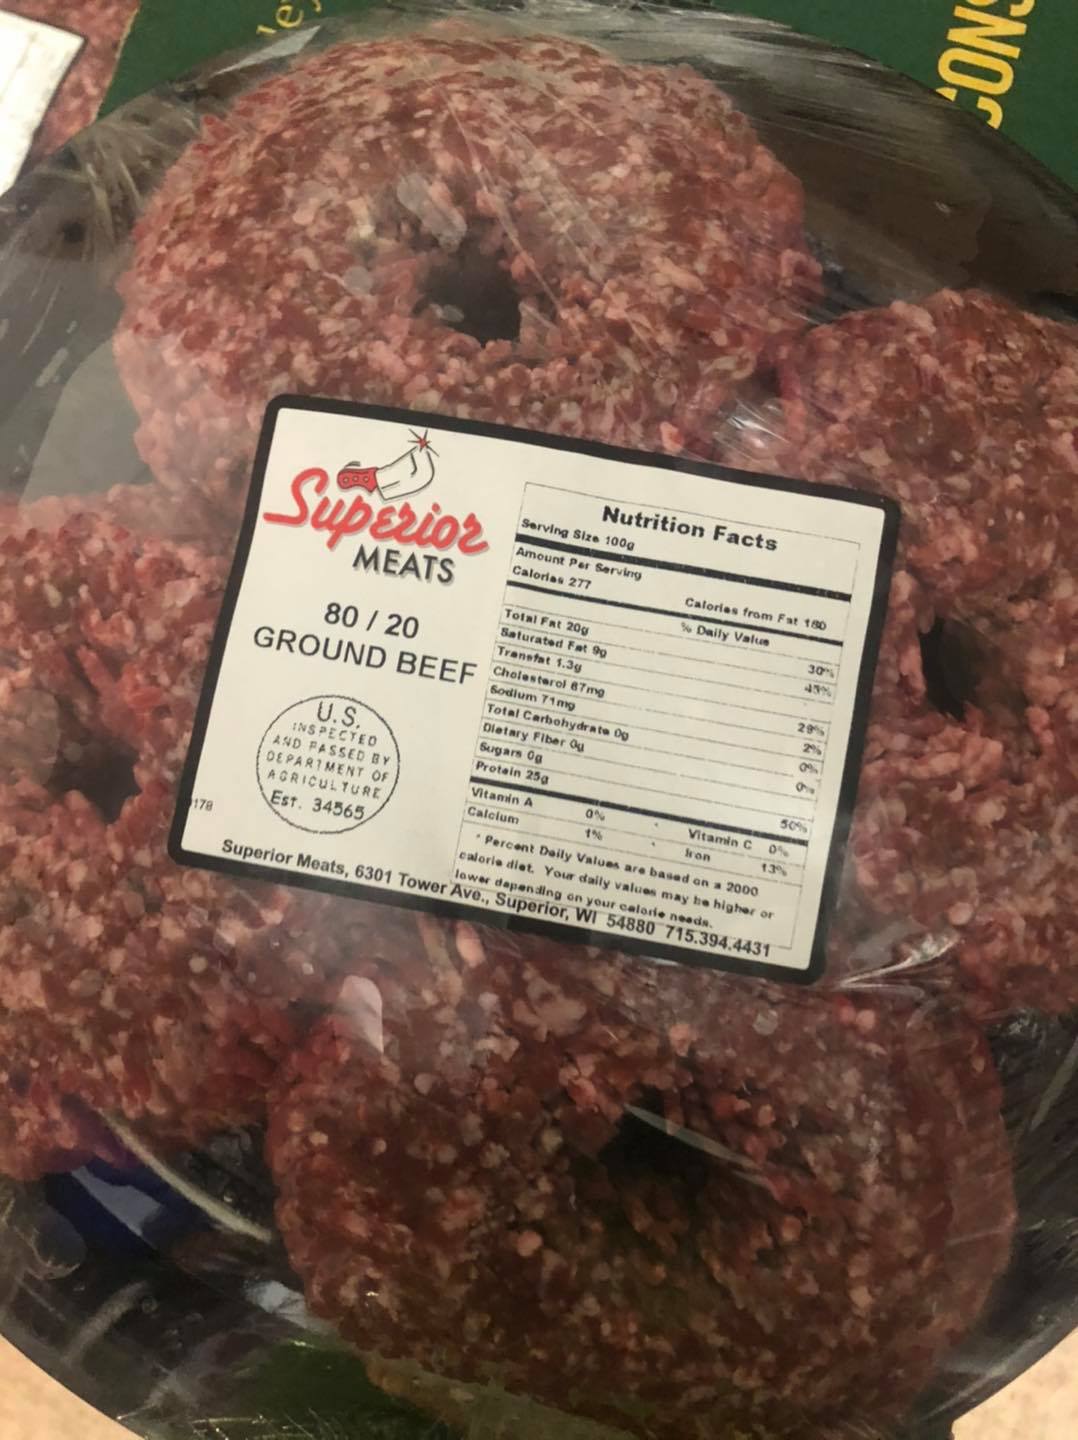 CONS
Superior
MEATS
80 / 20
GROUND BEEF
U.S.
INSPECTED
AND PASSED BY
DEPARTMENT OF
AGRICULTURE
Est. 34565
178
Nutrition Facts
Serving Size 100g
Amount Per Serving
Calories 277 Calories from Fat 180
% Daily Value
Total Fat 20g 30%
Saturated Fat 9g 45%
Transfat 1.3g
Cholesterol 87mg 29%
Sodium 71mg 2%
Total Carbohydrate 0g 0%
Dietary Fiber 0g 0%
Sugars 0g
Protein 25g 50%
Vitamin A 0% • Vitamin C 0%
Calcium 1% • Iron 13%
* Percent Daily Values are based on a 2000
calorie diet. Your daily values may be higher or
lower depending on your calorie needs.
Superior Meats, 6301 Tower Ave., Superior, WI 54880 715.394.4431